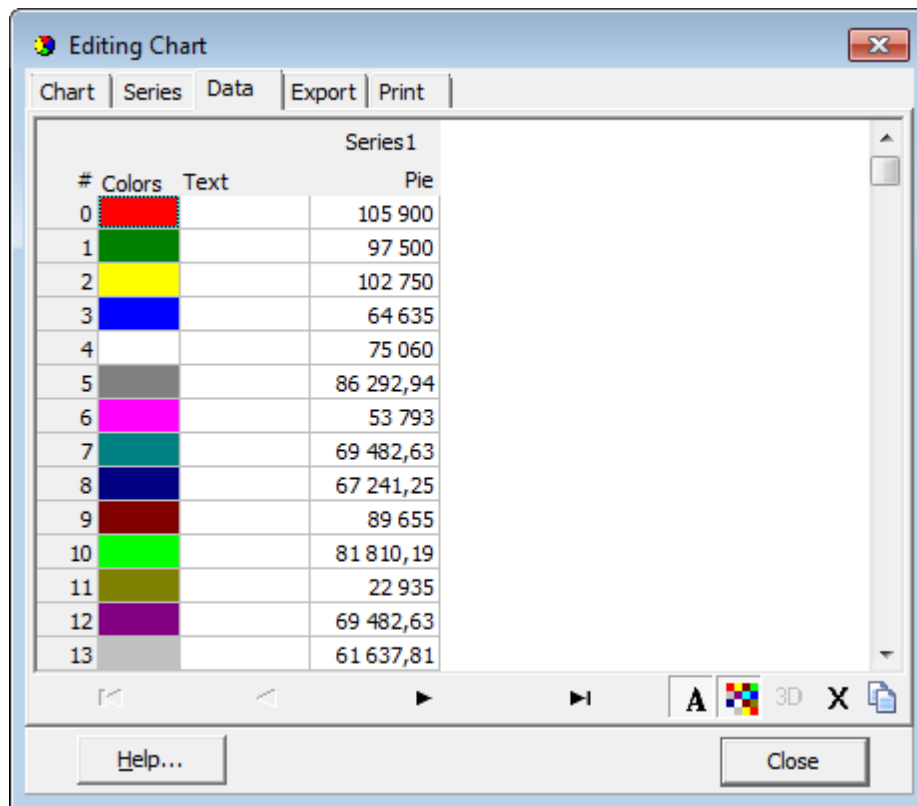 Editing Chart
Chart Series Data Export Print
Series1
# Colors Text Pie
0 105 900
1 97 500
2 102 750
3 64 635
4 75 060
5 86 292,94
6 53 793
7 69 482,63
8 67 241,25
9 89 655
10 81 810,19
11 22 935
12 69 482,63
13 61 637,81
A 3D X
Help... Close